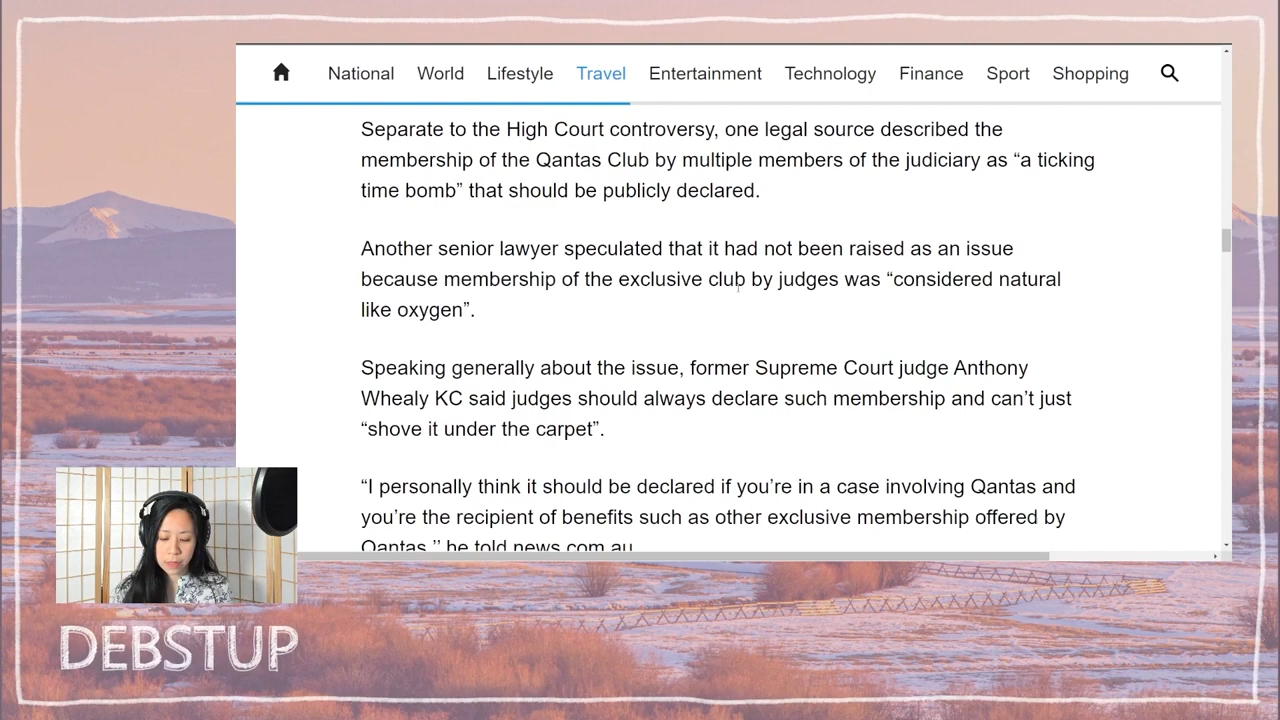 National World Lifestyle Travel Entertainment Technology Finance Sport Shopping
Separate to the High Court controversy, one legal source described the
membership of the Qantas Club by multiple members of the judiciary as “a ticking
time bomb” that should be publicly declared.
Another senior lawyer speculated that it had not been raised as an issue
because membership of the exclusive club by judges was “considered natural
like oxygen”.
Speaking generally about the issue, former Supreme Court judge Anthony
Whealy KC said judges should always declare such membership and can’t just
“shove it under the carpet”.
“I personally think it should be declared if you’re in a case involving Qantas and
you’re the recipient of benefits such as other exclusive membership offered by
Qantas,” he told news.com.au
DEBSTUP